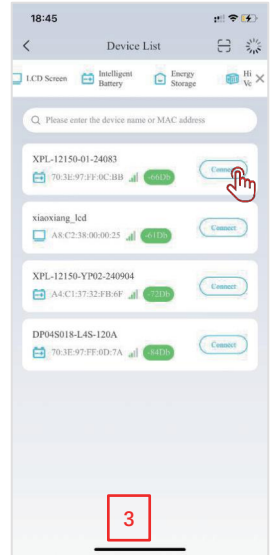 18:45
Device List
LCD Screen Intelligent Battery Energy Storage Hi Vc
Please enter the device name or MAC address
XPL-12150-01-24083
70:3E:97:FF:0C:BB -66Db Connect
xiaoxiang_lcd
A8:C2:38:00:00:25 -61Db Connect
XPL-12150-YP02-240904
A4:C1:37:32:FB:6F -72Db Connect
DP04S018-L4S-120A
70:3E:97:FF:0D:7A -84Db Connect
3